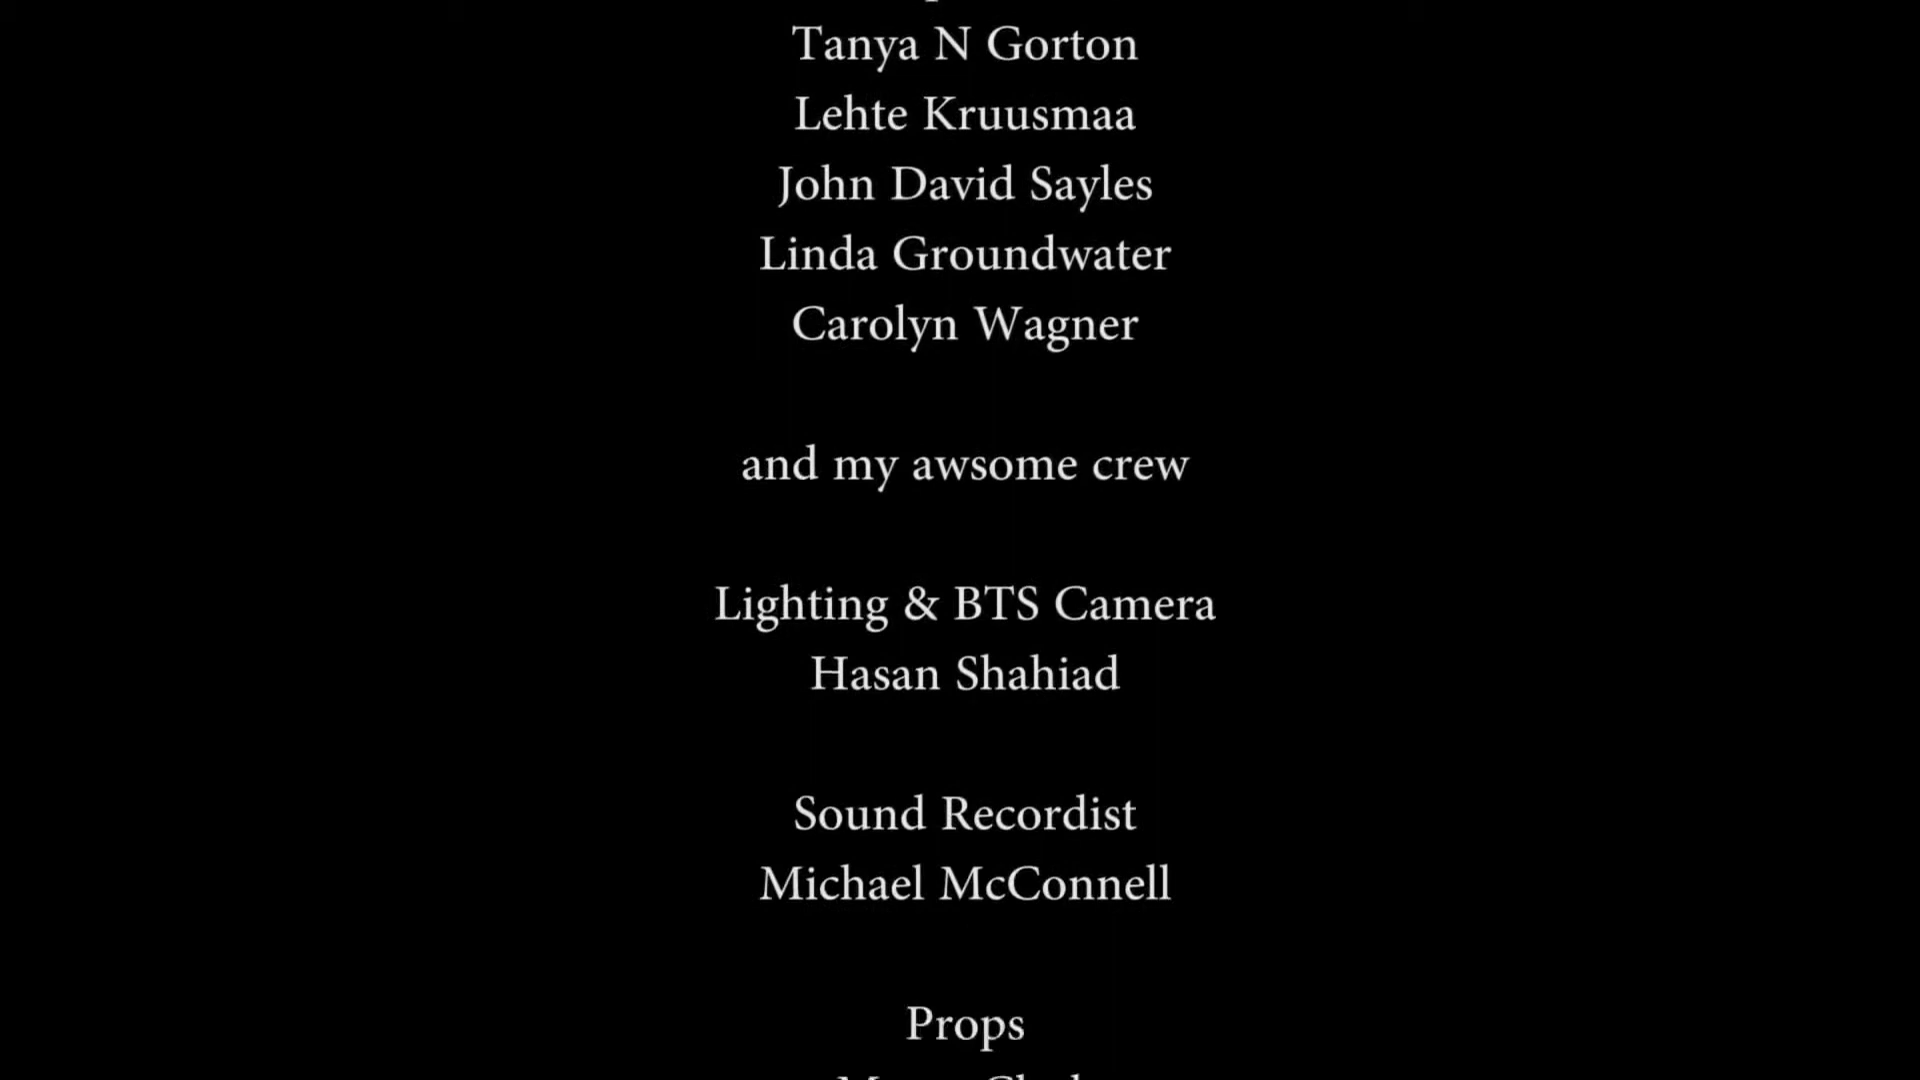 Tanya N Gorton
Lehte Kruusmaa
John David Sayles
Linda Groundwater
Carolyn Wagner
and my awsome crew
Lighting & BTS Camera
Hasan Shahiad
Sound Recordist
Michael McConnell
Props